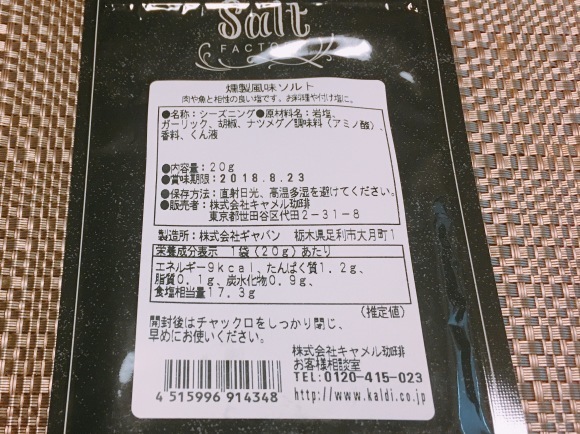 Salt
FACTORY
燻製風味ソルト
肉や魚と相性の良い塩です。お料理や付け塩に。
●名称：シーズニング●原材料名：岩塩、
ガーリック、胡椒、ナツメグ／調味料（アミノ酸）、
香料、くん液
●内容量：20g
●賞味期限：2018.8.23
●保存方法：直射日光、高温多湿を避けてください。
●販売者：株式会社キャメル珈琲
東京都世田谷区代田2－31－8
製造所：株式会社ギャバン 栃木県足利市大月町1
栄養成分表示 1袋（20g）あたり
エネルギー9kcal、たんぱく質1.2g、
脂質0.1g、炭水化物0.9g、
食塩相当量17.3g
（推定値）
開封後はチャック口をしっかり閉じ、
早めにお使いください。
株式会社キャメル珈琲
お客様相談室
TEL:0120-415-023
http://www.kaldi.co.jp
4 515996 914348